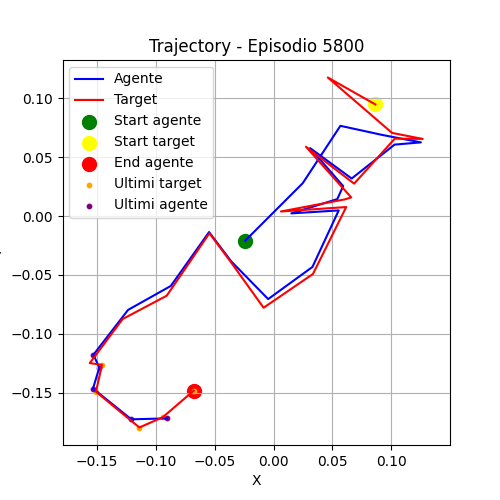 Trajectory - Episodio 5800
Agente
Target
Start agente
Start target
End agente
Ultimi target
Ultimi agente
0.10
0.05
0.00
−0.05
−0.10
−0.15
−0.15
−0.10
−0.05
0.00
0.05
0.10
X